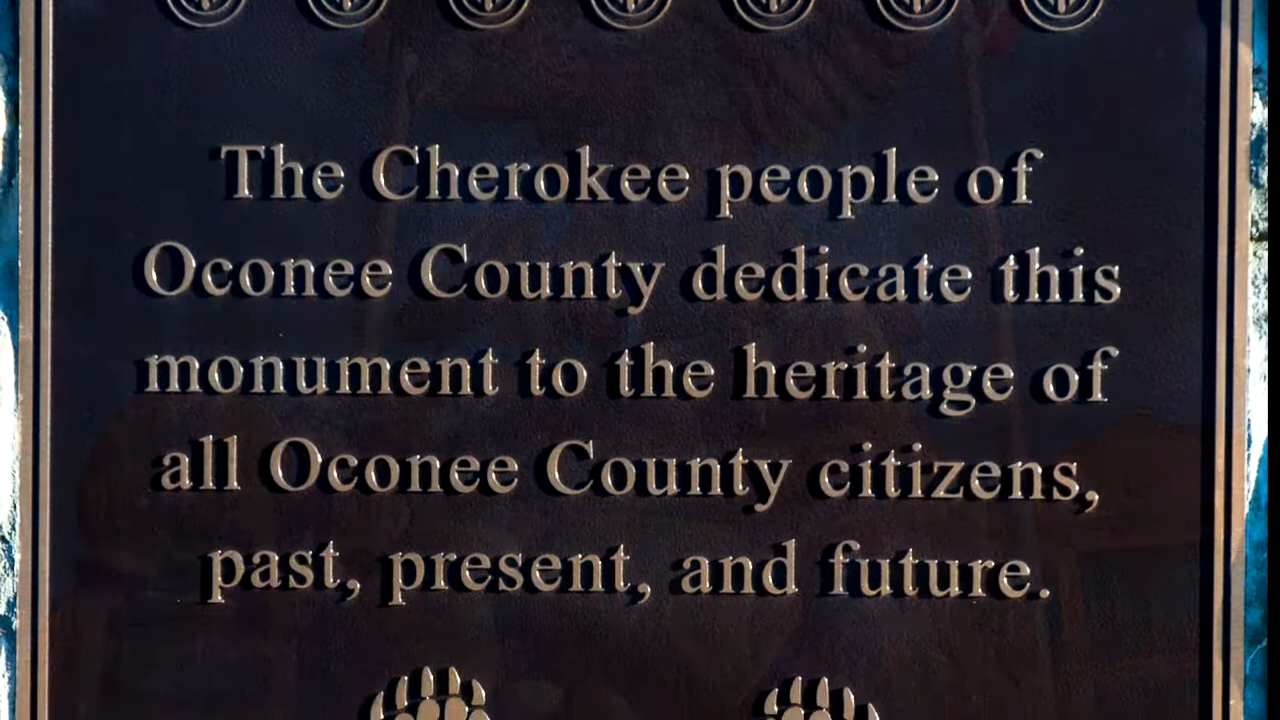 The Cherokee people of
Oconee County dedicate this
monument to the heritage of
all Oconee County citizens,
past, present, and future.